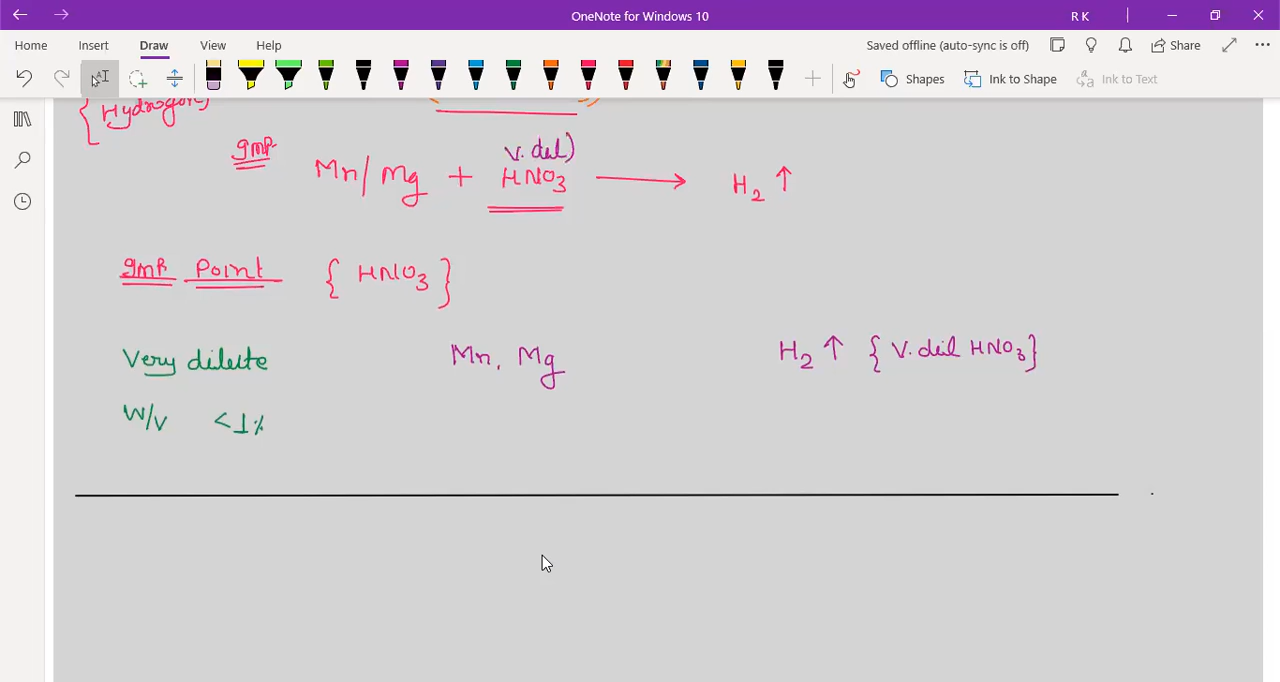 OneNote for Windows 10
R K
Home Insert Draw View Help
Saved offline (auto-sync is off)
Share
Shapes
Ink to Shape
Ink to Text
{Hydrogen}
Imp.
V. dil)
Mn/Mg + HNO3 → H2 ↑
Imp. Point {HNO3}
Very dilute Mn, Mg H2 ↑ {V. dil HNO3}
W/V <1%